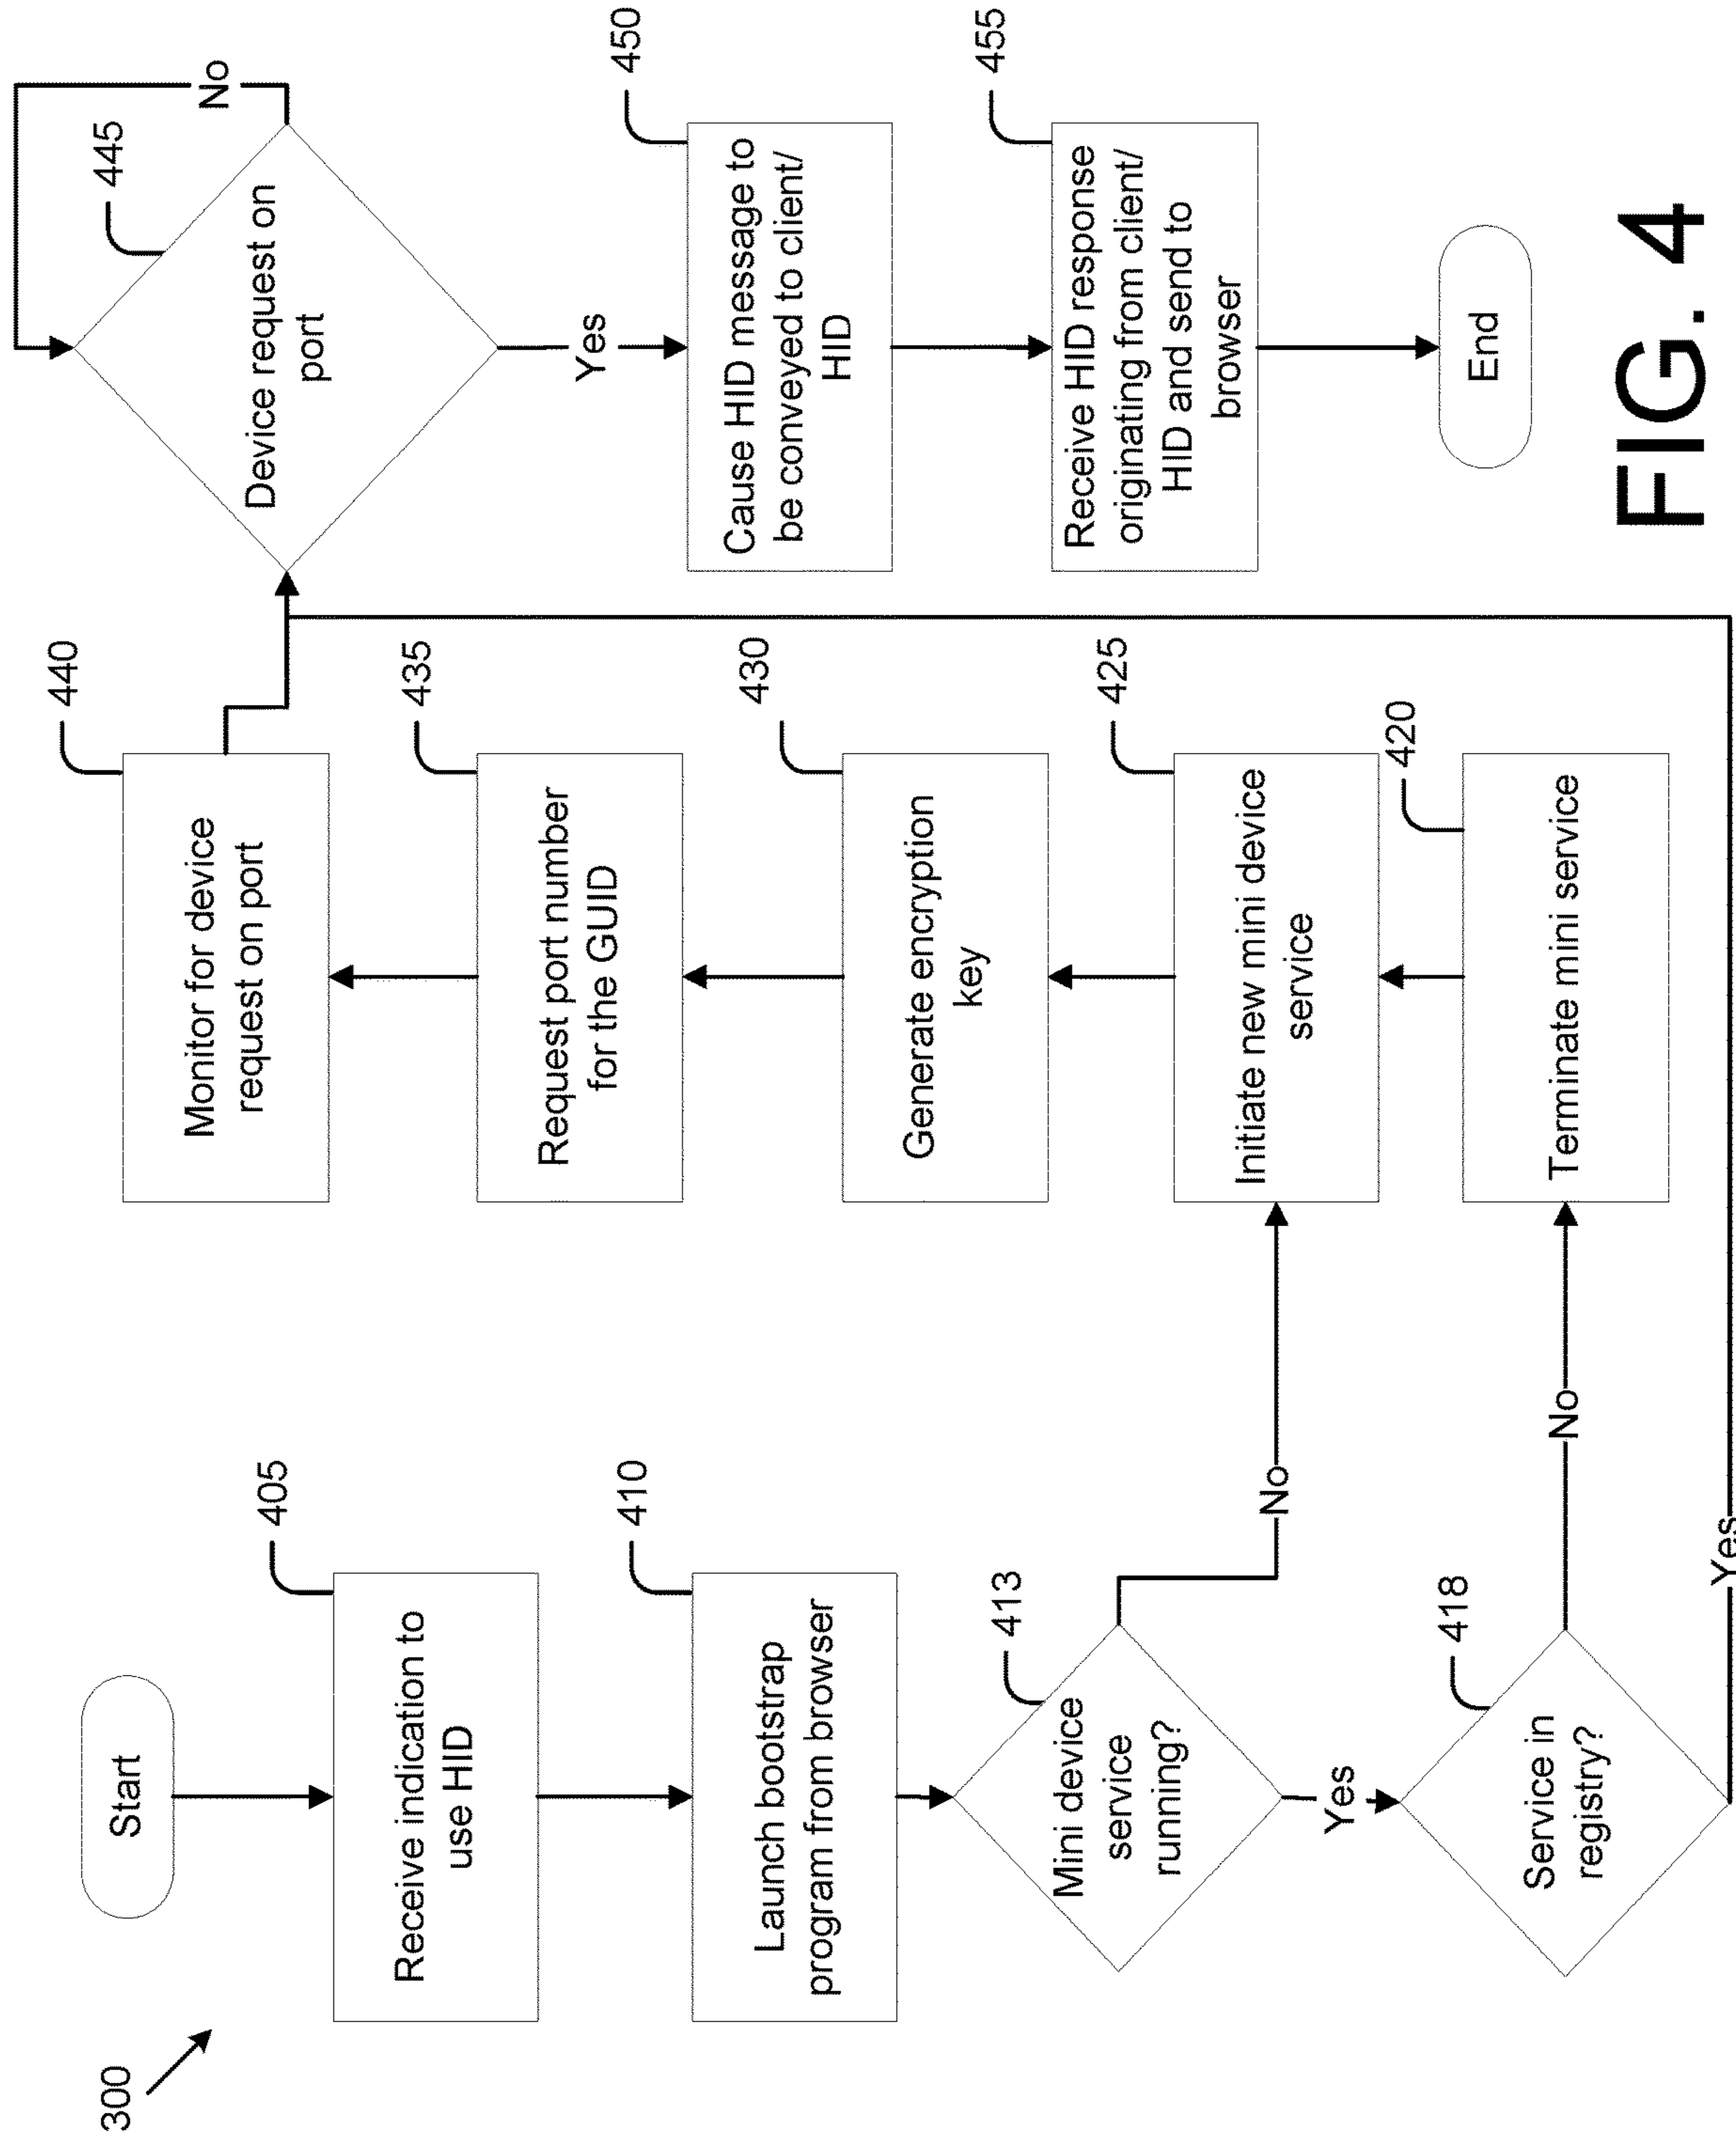 300
Start
Receive indication to
use HID
405
Launch bootstrap
program from browser
410
Mini device
service
running?
413
No
Yes
Service in
registry?
418
No
Yes
Terminate mini service
420
Initiate new mini device
service
425
Generate encryption
key
430
Request port number
for the GUID
435
Monitor for device
request on port
440
Device request on
port
445
No
Yes
Cause HID message to
be conveyed to client/
HID
450
Receive HID response
originating from client/
HID and send to
browser
455
End
FIG. 4